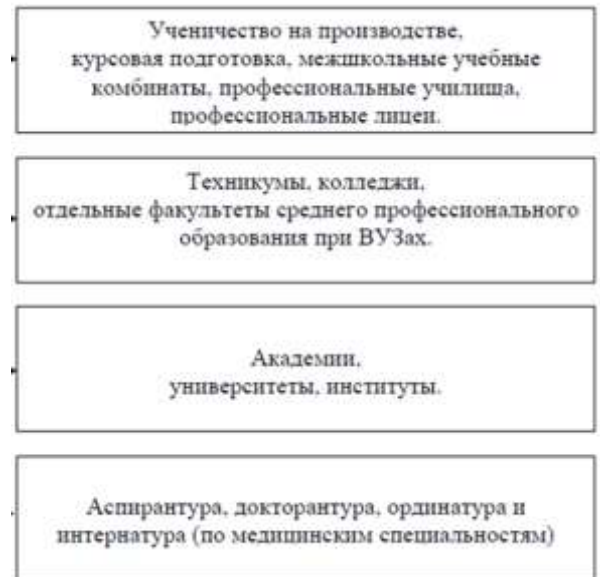 Ученичество на производстве,
курсовая подготовка, межшкольные учебные
комбинаты, профессиональные училища,
профессиональные лицеи.
Техникумы, колледжи,
отдельные факультеты среднего профессионального
образования при ВУЗах.
Академии,
университеты, институты.
Аспирантура, докторантура, ординатура и
интернатура (по медицинским специальностям)